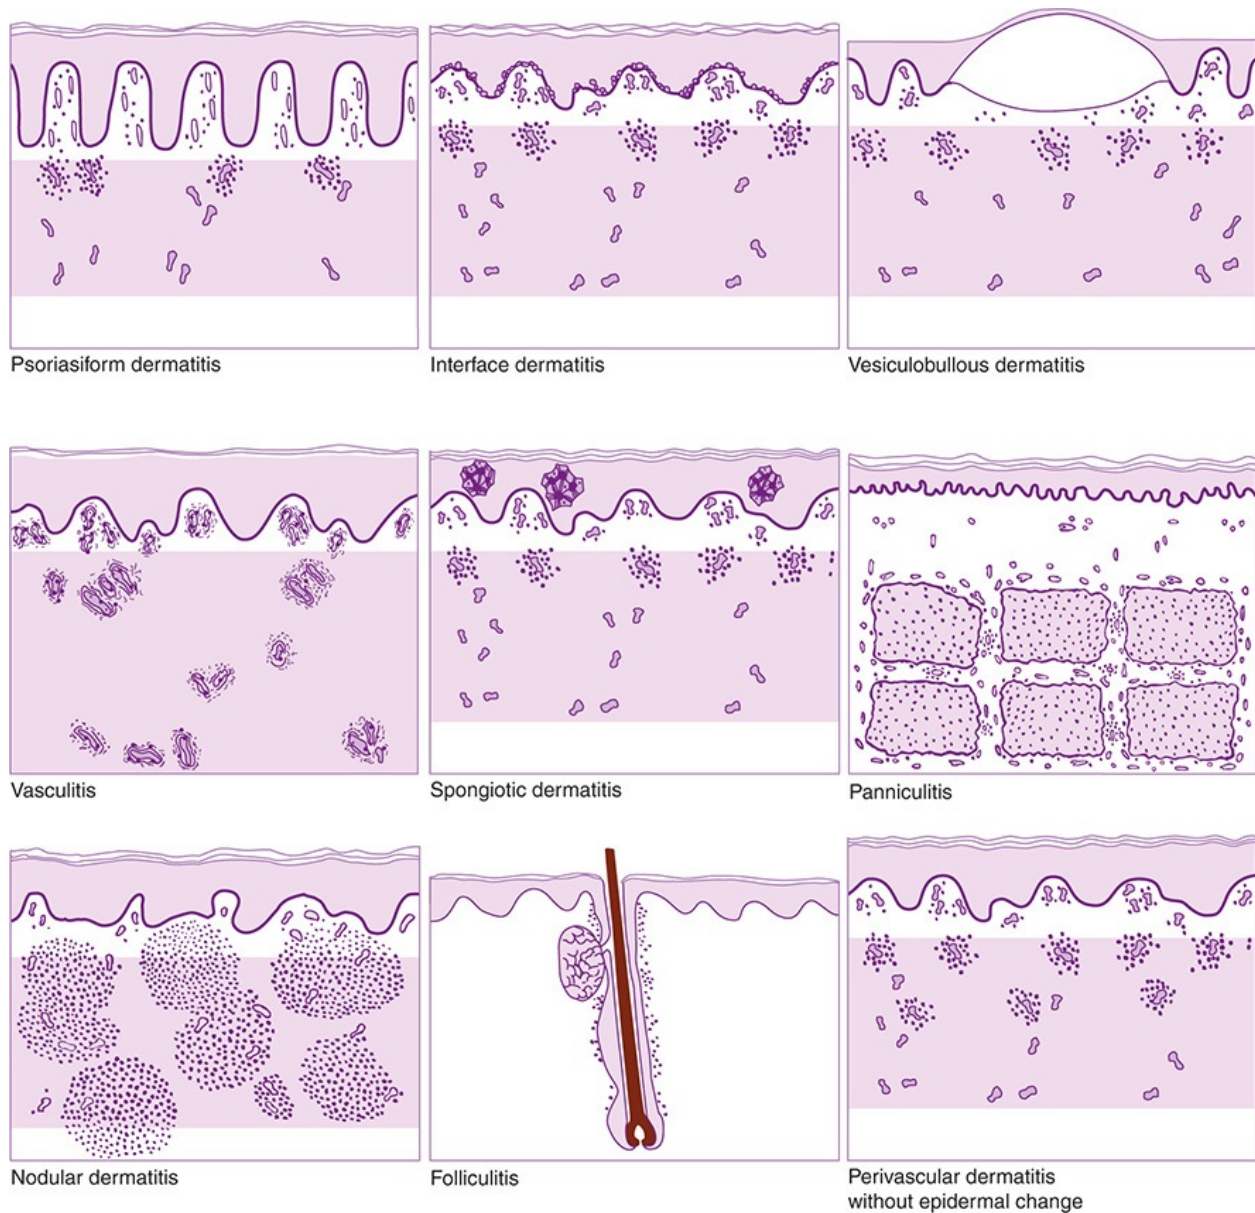 Psoriasiform dermatitis
Interface dermatitis
Vesiculobullous dermatitis
Vasculitis
Spongiotic dermatitis
Panniculitis
Nodular dermatitis
Folliculitis
Perivascular dermatitis
without epidermal change